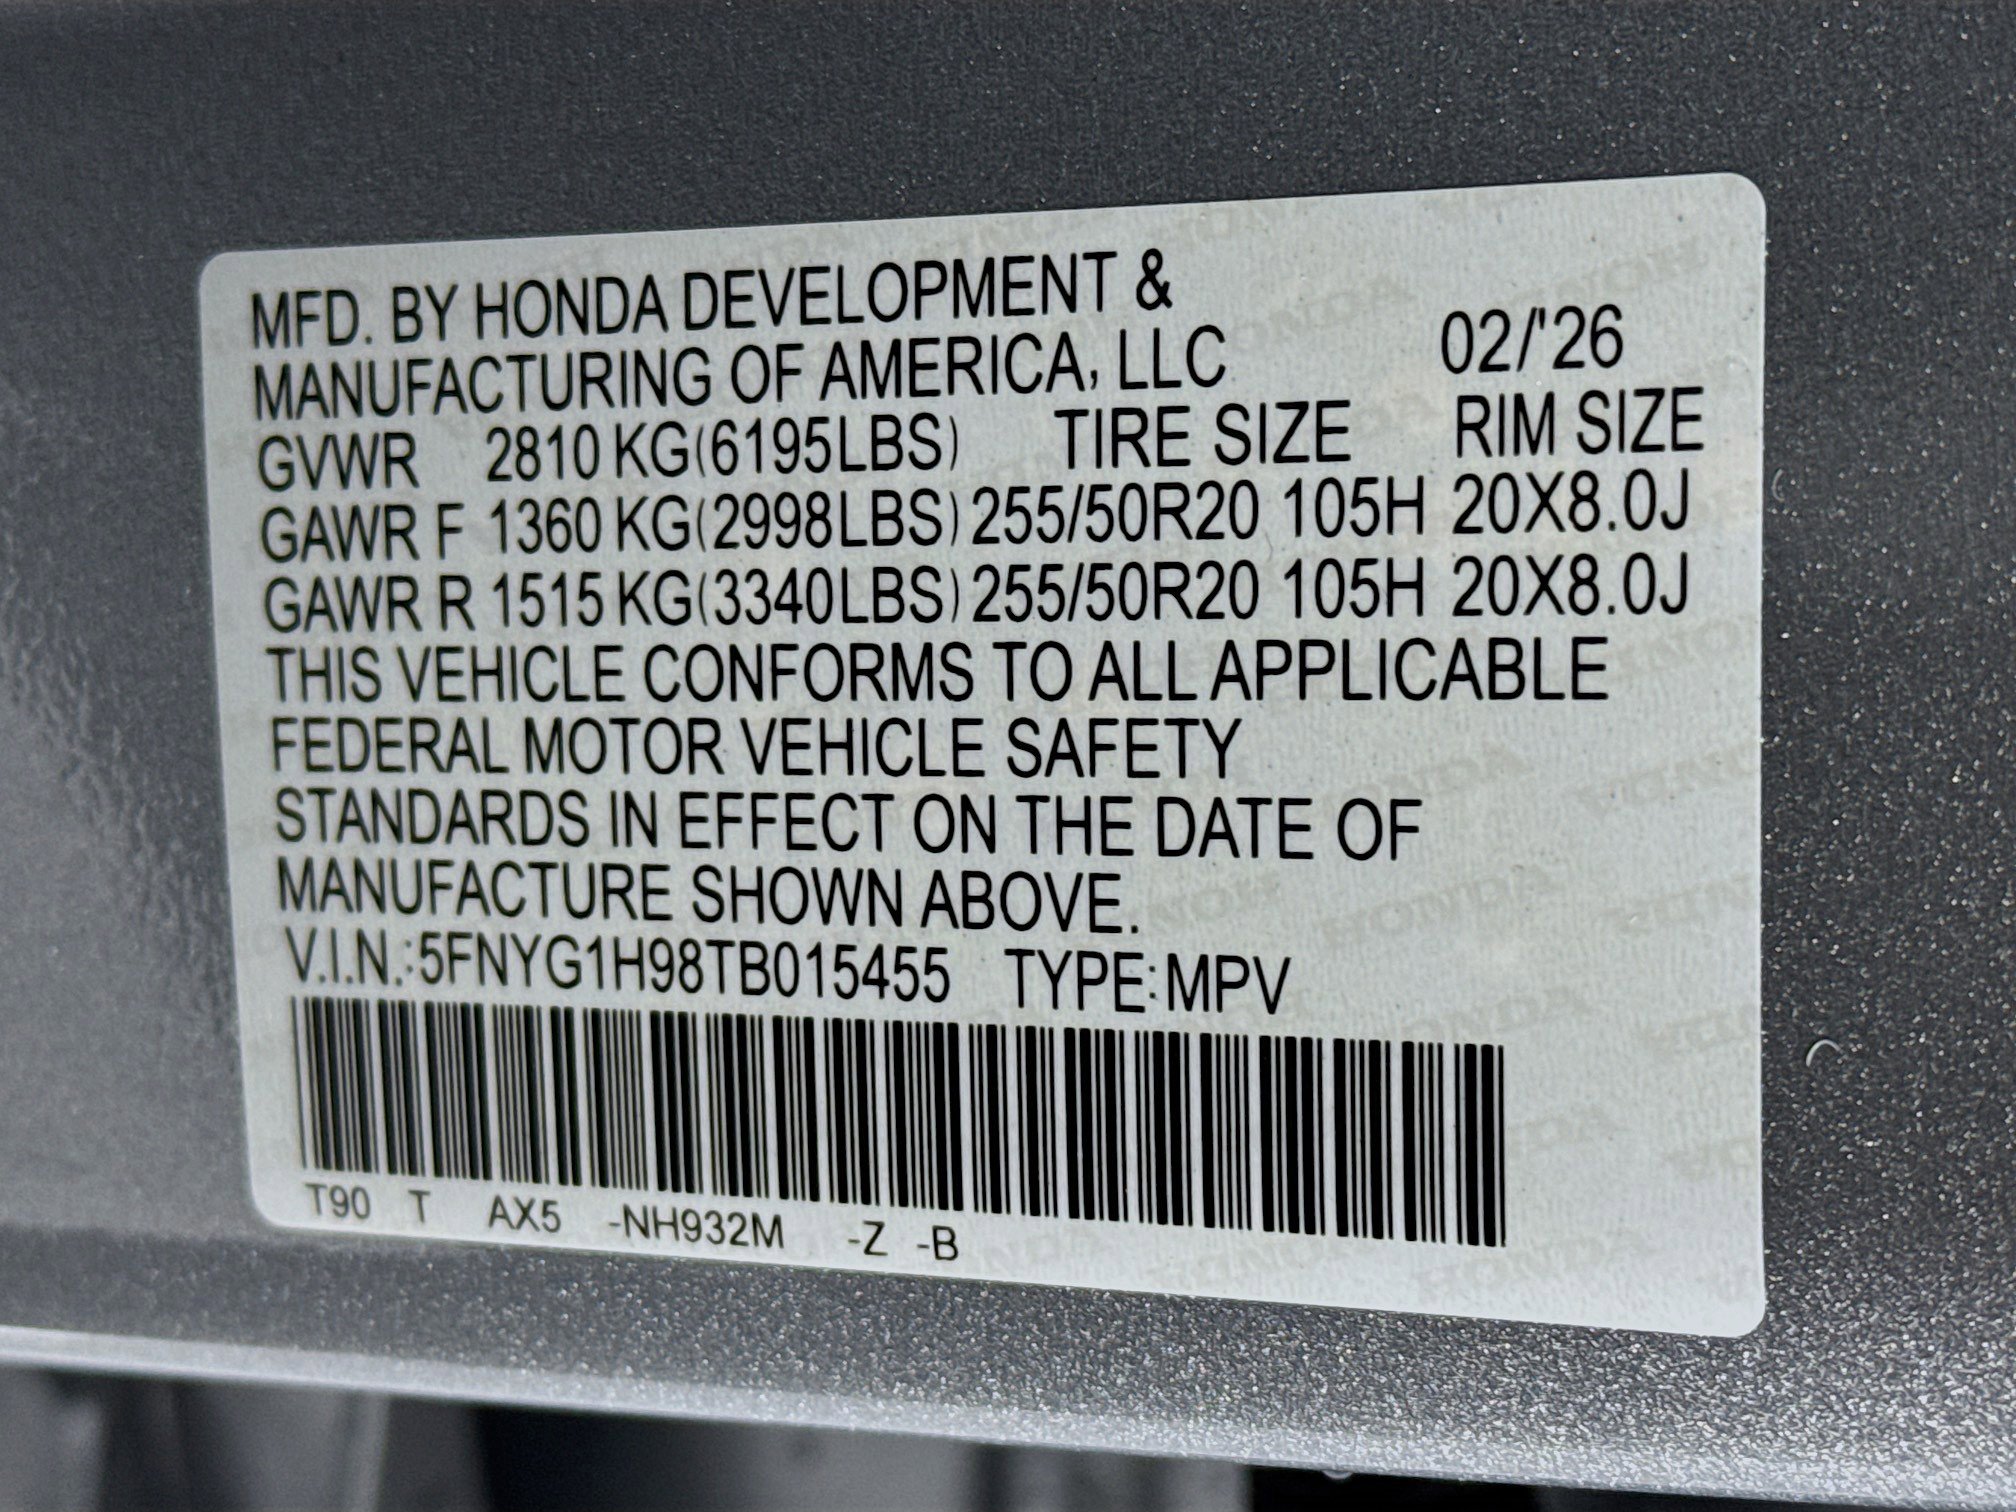 MFD. BY HONDA DEVELOPMENT &
MANUFACTURING OF AMERICA, LLC 02/'26
GVWR 2810 KG(6195LBS) TIRE SIZE RIM SIZE
GAWR F 1360 KG(2998LBS) 255/50R20 105H 20X8.0J
GAWR R 1515 KG(3340LBS) 255/50R20 105H 20X8.0J
THIS VEHICLE CONFORMS TO ALL APPLICABLE
FEDERAL MOTOR VEHICLE SAFETY
STANDARDS IN EFFECT ON THE DATE OF
MANUFACTURE SHOWN ABOVE.
V.I.N.:5FNYG1H98TB015455 TYPE:MPV
T90 T AX5 -NH932M -Z -B